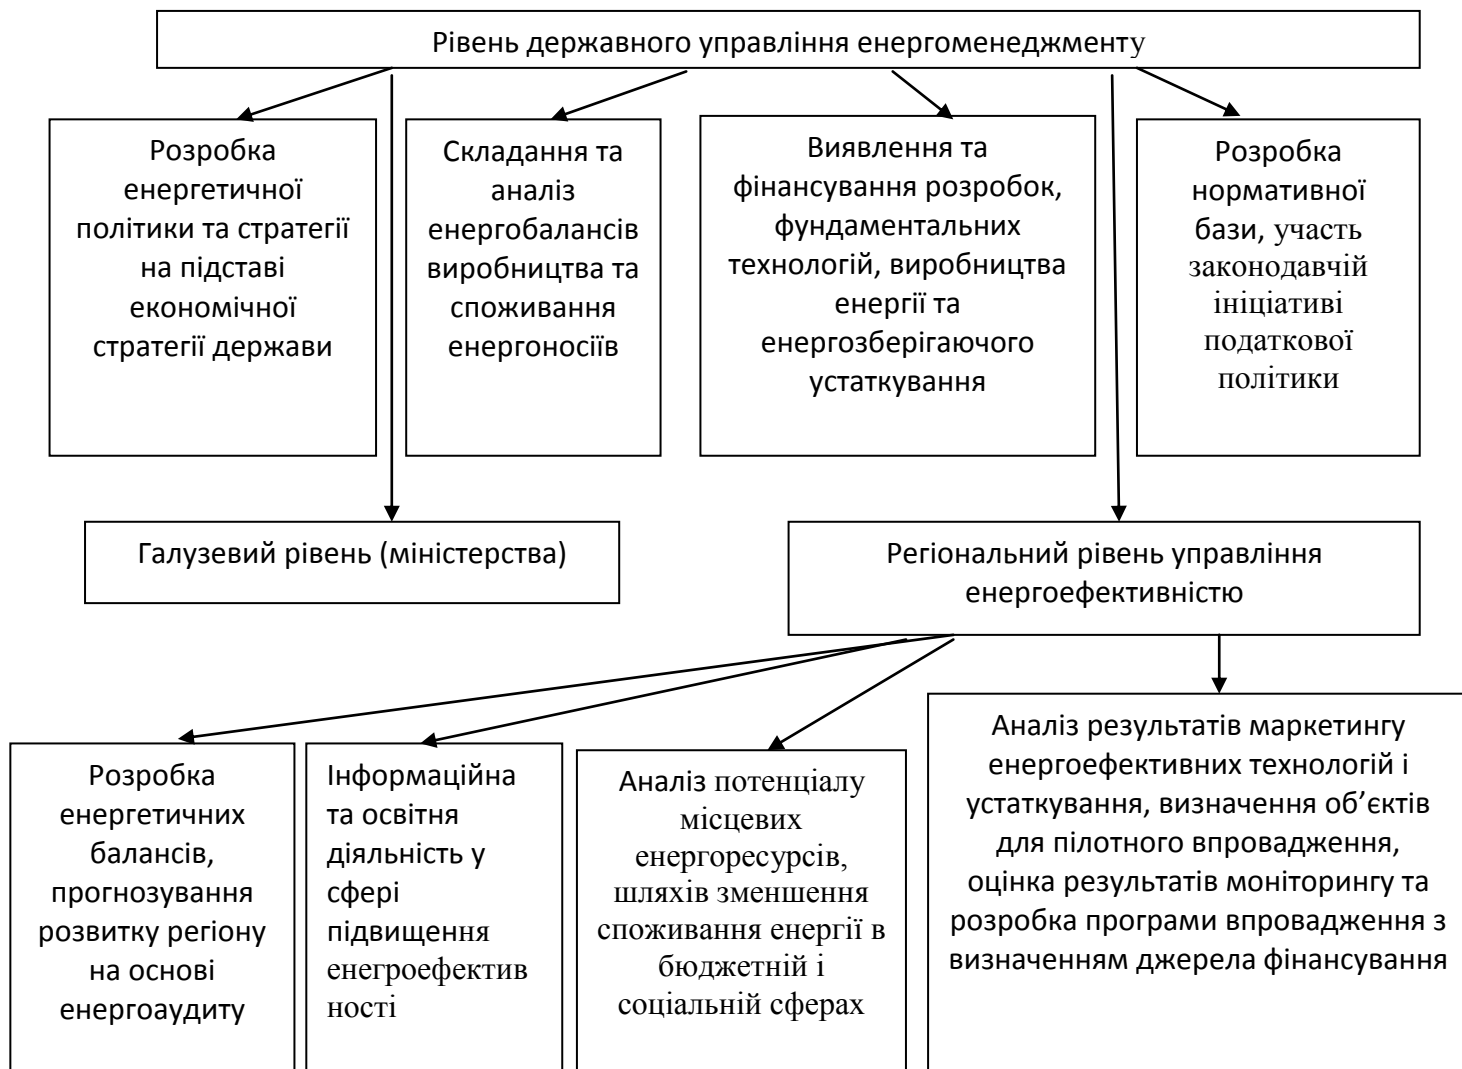 Рівень державного управління енергоменеджменту
Розробка
енергетичної
політики та стратегії
на підставі
економічної
стратегії держави
Складання та
аналіз
енергобалансів
виробництва та
споживання
енергоносіїв
Виявлення та
фінансування розробок,
фундаментальних
технологій, виробництва
енергії та
енергозберігаючого
устаткування
Розробка
нормативної
бази, участь
законодавчій
ініціативі
податкової
політики
Галузевий рівень (міністерства)
Регіональний рівень управління
енергоефективністю
Розробка
енергетичних
балансів,
прогнозування
розвитку регіону
на основі
енергоаудиту
Інформаційна
та освітня
діяльність у
сфері
підвищення
енегроефектив
ності
Аналіз потенціалу
місцевих
енергоресурсів,
шляхів зменшення
споживання енергії в
бюджетній і
соціальній сферах
Аналіз результатів маркетингу
енергоефективних технологій і
устаткування, визначення об’єктів
для пілотного впровадження,
оцінка результатів моніторингу та
розробка програми впровадження з
визначенням джерела фінансування